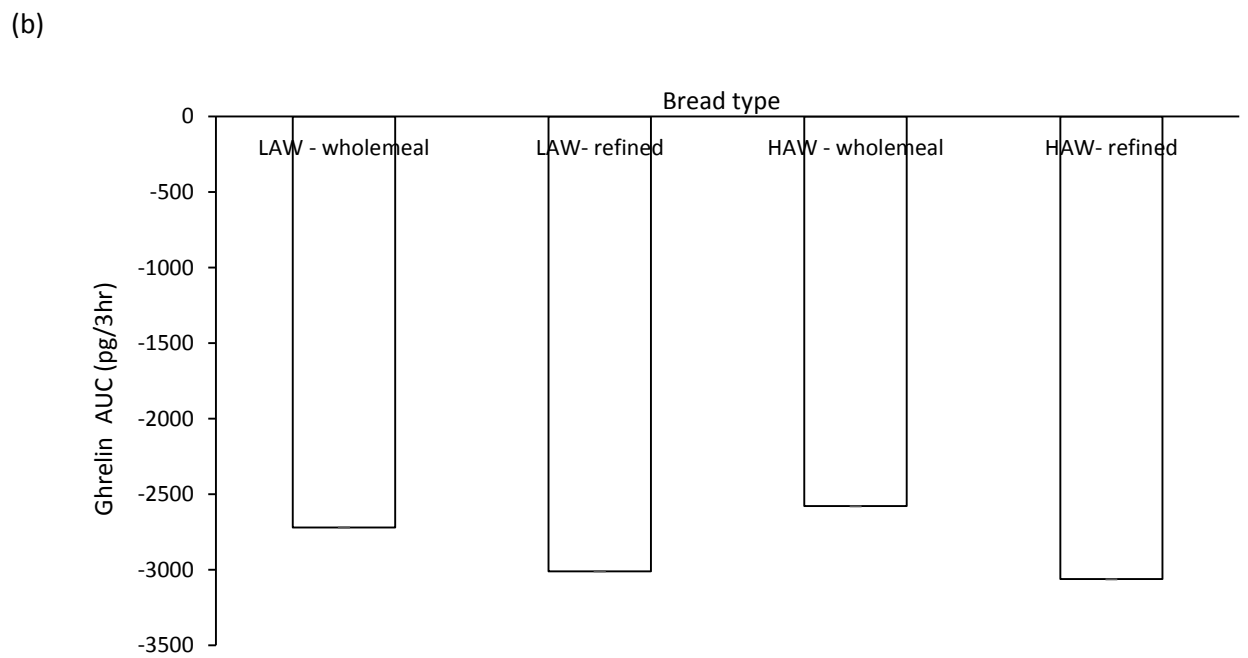 (b)
Bread type
0
LAW - wholemeal
LAW- refined
HAW - wholemeal
HAW- refined
-500
-1000
-1500
-2000
-2500
-3000
-3500
Ghrelin AUC (pg/3hr)